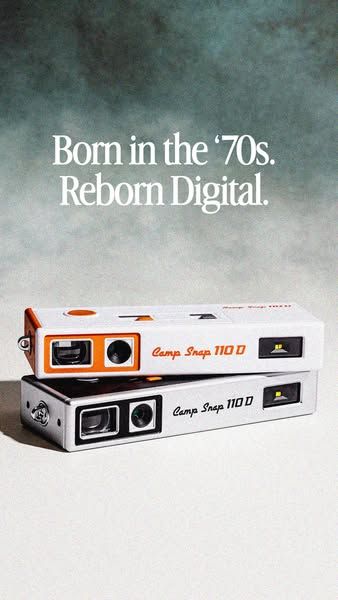 Born in the ‘70s.
Reborn Digital.
Camp Snap 110 D
Camp Snap 110 D
Camp Snap 110 D